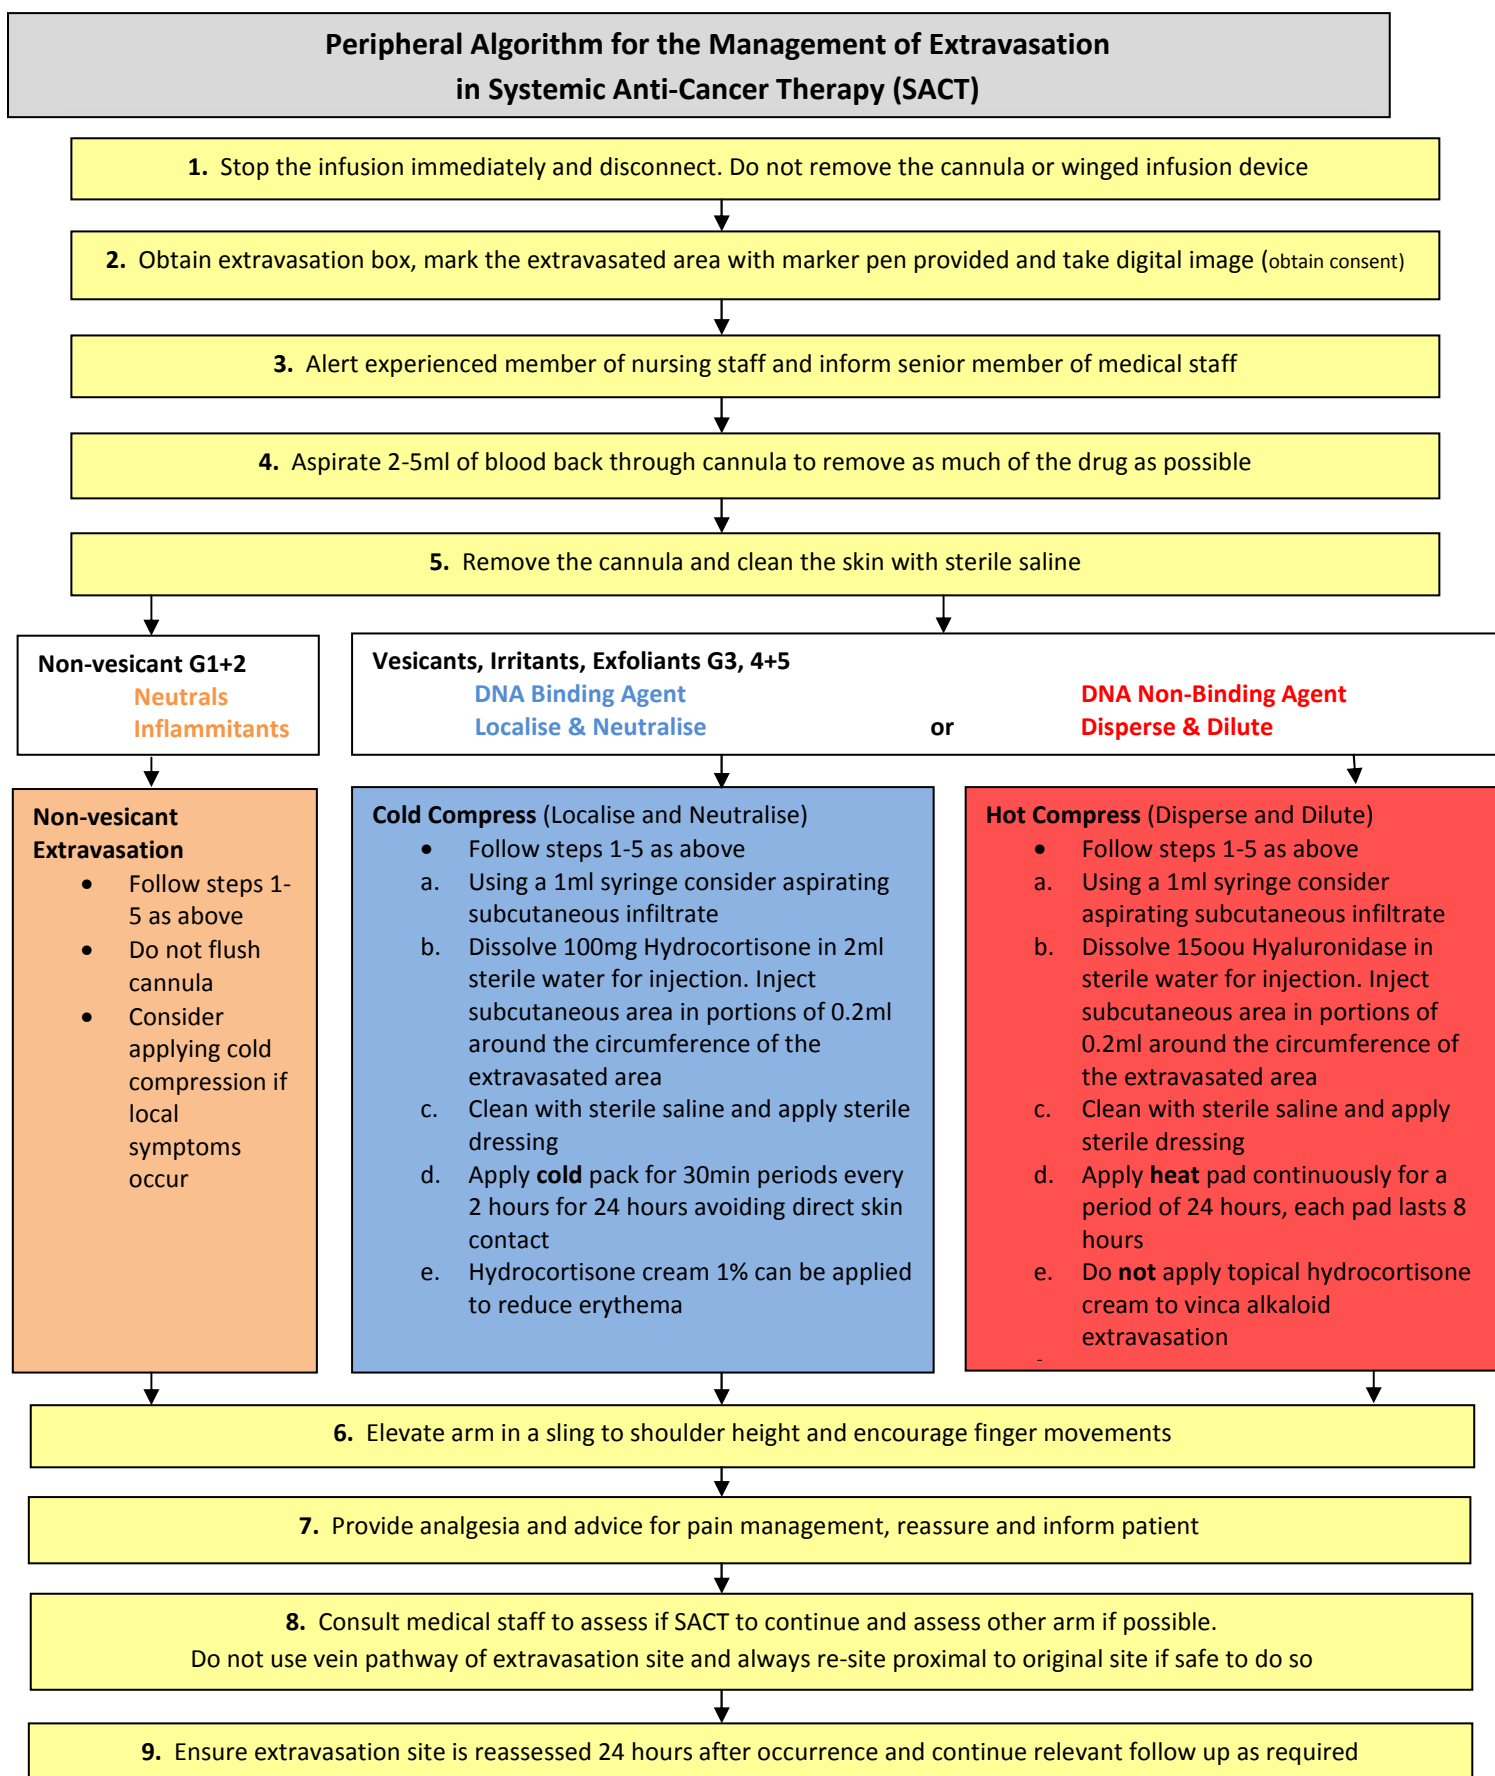 Peripheral Algorithm for the Management of Extravasation
in Systemic Anti-Cancer Therapy (SACT)
1. Stop the infusion immediately and disconnect. Do not remove the cannula or winged infusion device
2. Obtain extravasation box, mark the extravasated area with marker pen provided and take digital image (obtain consent)
3. Alert experienced member of nursing staff and inform senior member of medical staff
4. Aspirate 2-5ml of blood back through cannula to remove as much of the drug as possible
5. Remove the cannula and clean the skin with sterile saline
Non-vesicant G1+2
Neutrals
Inflammitants
Vesicants, Irritants, Exfoliants G3, 4+5
DNA Binding Agent
Localise & Neutralise
or
DNA Non-Binding Agent
Disperse & Dilute
Non-vesicant
Extravasation
• Follow steps 1-
5 as above
• Do not flush
cannula
• Consider
applying cold
compression if
local
symptoms
occur
Cold Compress (Localise and Neutralise)
• Follow steps 1-5 as above
a. Using a 1ml syringe consider aspirating
subcutaneous infiltrate
b. Dissolve 100mg Hydrocortisone in 2ml
sterile water for injection. Inject
subcutaneous area in portions of 0.2ml
around the circumference of the
extravasated area
c. Clean with sterile saline and apply sterile
dressing
d. Apply cold pack for 30min periods every
2 hours for 24 hours avoiding direct skin
contact
e. Hydrocortisone cream 1% can be applied
to reduce erythema
Hot Compress (Disperse and Dilute)
• Follow steps 1-5 as above
a. Using a 1ml syringe consider
aspirating subcutaneous infiltrate
b. Dissolve 15oou Hyaluronidase in
sterile water for injection. Inject
subcutaneous area in portions of
0.2ml around the circumference of
the extravasated area
c. Clean with sterile saline and apply
sterile dressing
d. Apply heat pad continuously for a
period of 24 hours, each pad lasts 8
hours
e. Do not apply topical hydrocortisone
cream to vinca alkaloid
extravasation
6. Elevate arm in a sling to shoulder height and encourage finger movements
7. Provide analgesia and advice for pain management, reassure and inform patient
8. Consult medical staff to assess if SACT to continue and assess other arm if possible.
Do not use vein pathway of extravasation site and always re-site proximal to original site if safe to do so
9. Ensure extravasation site is reassessed 24 hours after occurrence and continue relevant follow up as required